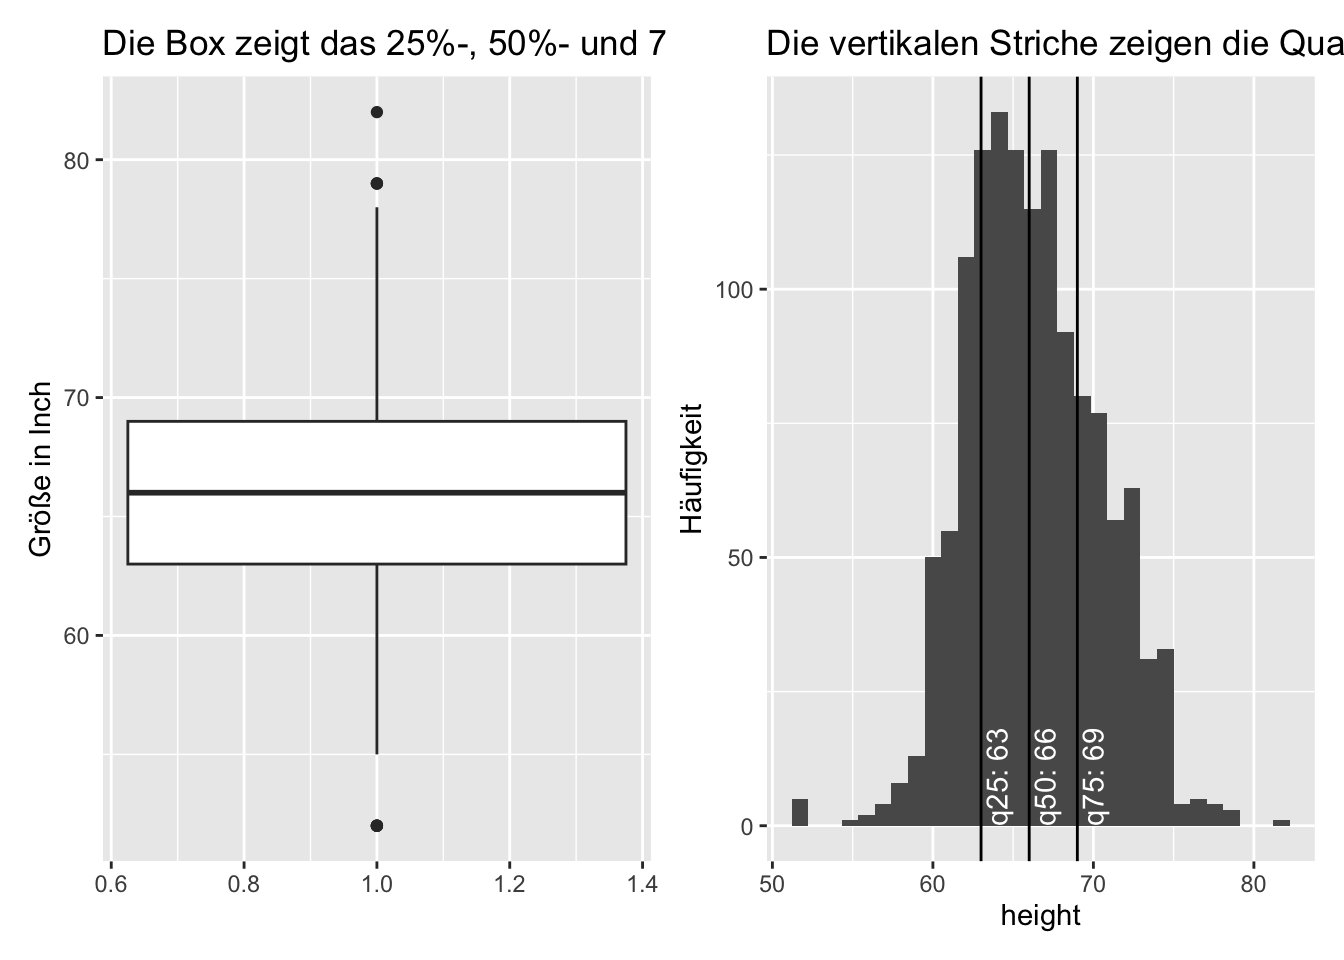 Die Box zeigt das 25%-, 50%- und 7
Größe in Inch
80
70
60
0.6
0.8
1.0
1.2
1.4
Die vertikalen Striche zeigen die Qua
Häufigkeit
100
50
0
q25: 63
q50: 66
q75: 69
50
60
70
80
height